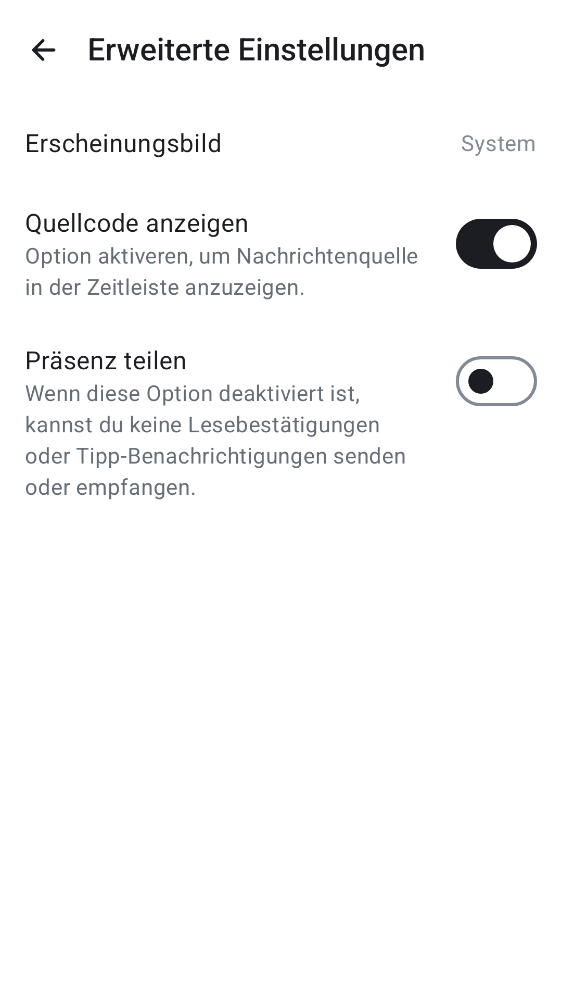 Erweiterte Einstellungen
Erscheinungsbild
System
Quellcode anzeigen
Option aktiveren, um Nachrichtenquelle
in der Zeitleiste anzuzeigen.
Präsenz teilen
Wenn diese Option deaktiviert ist,
kannst du keine Lesebestätigungen
oder Tipp-Benachrichtigungen senden
oder empfangen.